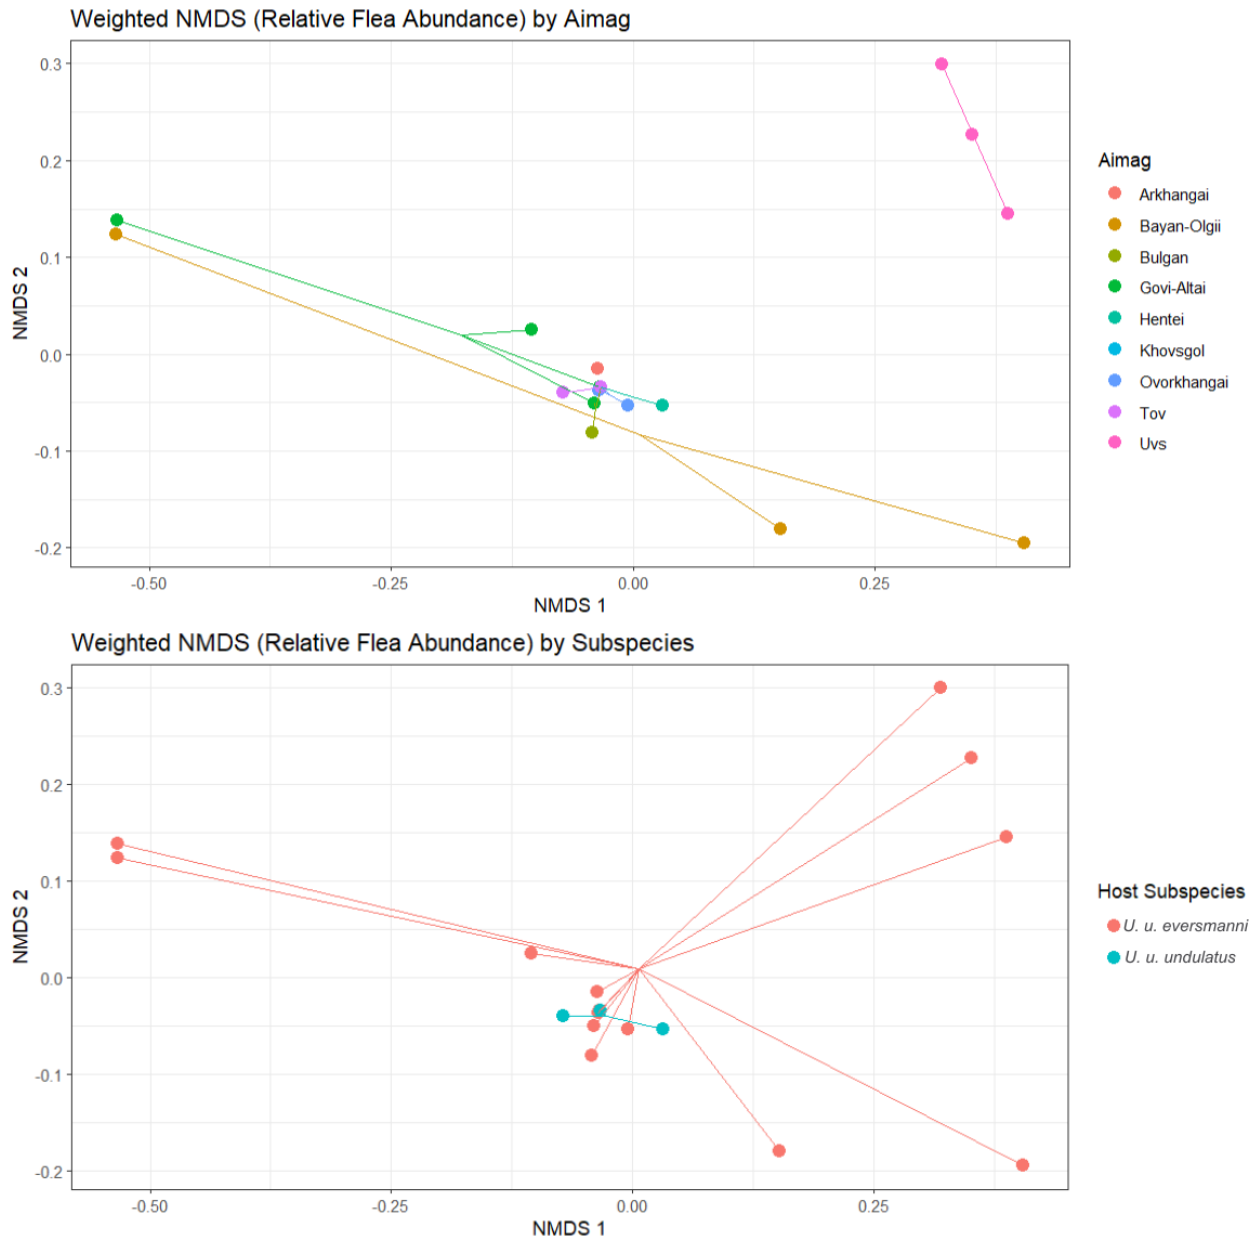 Weighted NMDS (Relative Flea Abundance) by Aimag
0.3
0.2
0.1
0.0
-0.1
-0.2
NMDS 2
-0.50
-0.25
0.00
0.25
NMDS 1
Aimag
Arkhangai
Bayan-Olgii
Bulgan
Govi-Altai
Hentei
Khovsgol
Ovorkhangai
Tov
Uvs
Weighted NMDS (Relative Flea Abundance) by Subspecies
0.3
0.2
0.1
0.0
-0.1
-0.2
NMDS 2
-0.50
-0.25
0.00
0.25
NMDS 1
Host Subspecies
U. u. eversmanni
U. u. undulatus